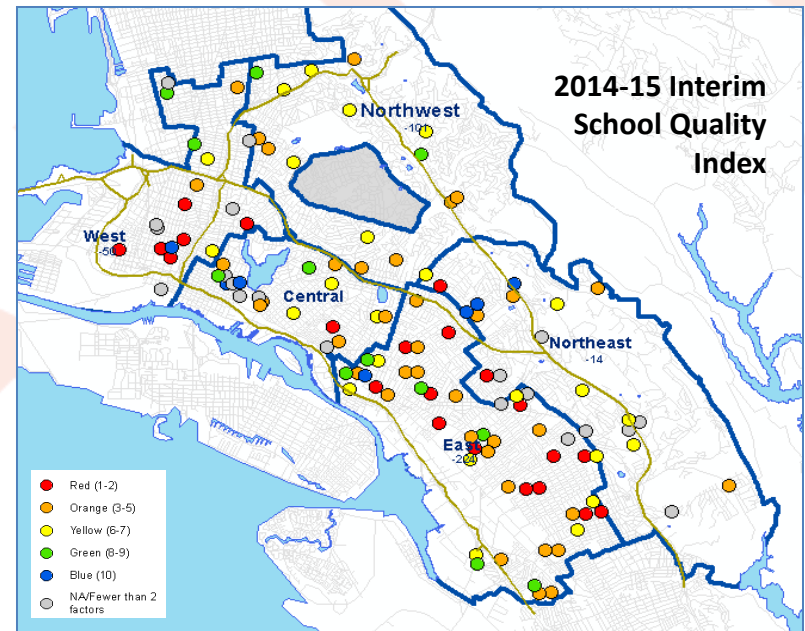 2014-15 Interim
School Quality
Index
Northwest
-101
West
Central
Northeast
-14
East
Red (1-2)
Orange (3-5)
Yellow (6-7)
Green (8-9)
Blue (10)
NA/Fewer than 2
factors